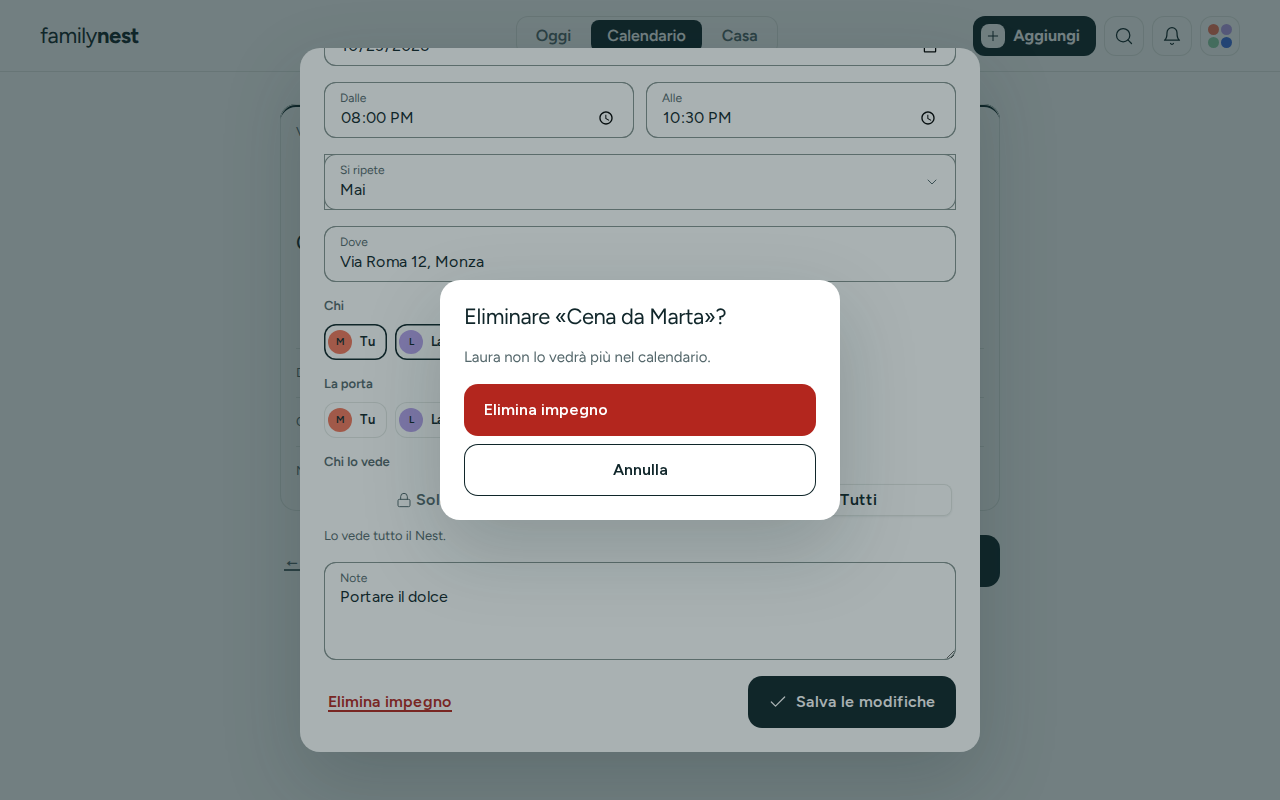 familynest
Oggi
Calendario
Casa
Aggiungi
Dalle
08:00 PM
Alle
10:30 PM
Si ripete
Mai
Dove
Via Roma 12, Monza
Chi
M Tu
L
La porta
M Tu
L
Chi lo vede
Tutti
Lo vede tutto il Nest.
Eliminare «Cena da Marta»?
Laura non lo vedrà più nel calendario.
Elimina impegno
Annulla
Note
Portare il dolce
Elimina impegno
Salva le modifiche